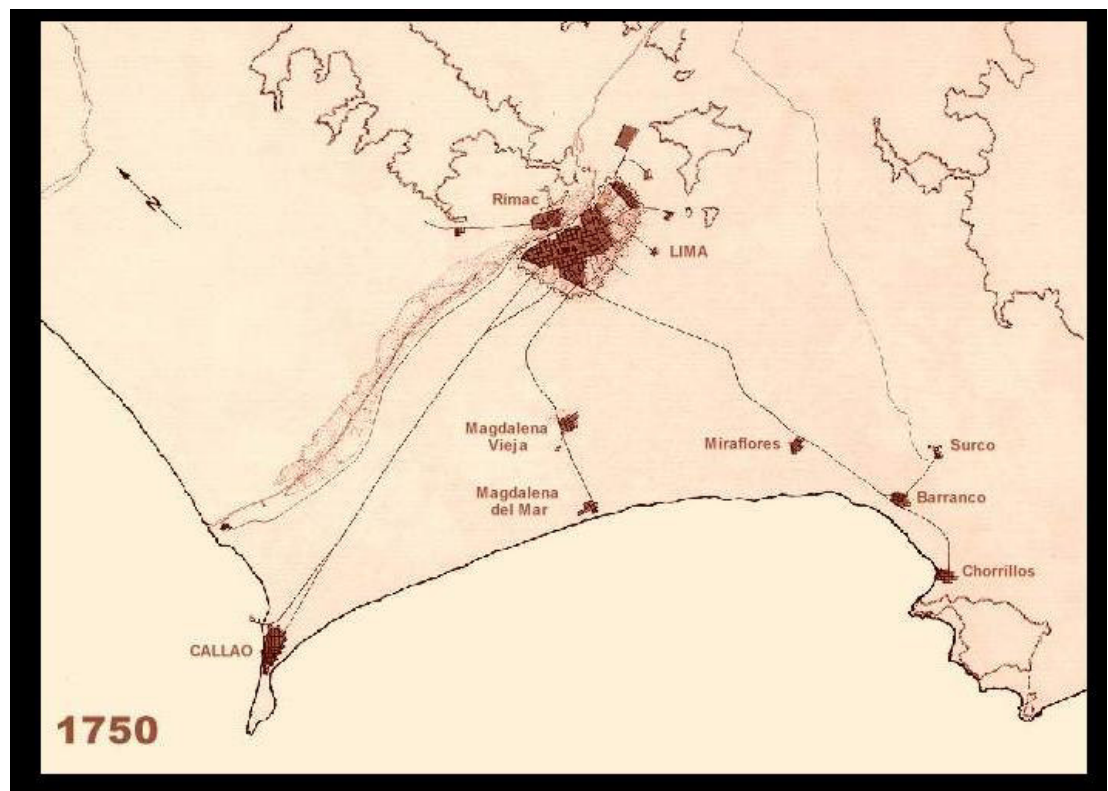 Rimac
N
LIMA
Magdalena
Vieja
Miraflores
Surco
Magdalena
del Mar
Barranco
Chorrillos
CALLAO
1750